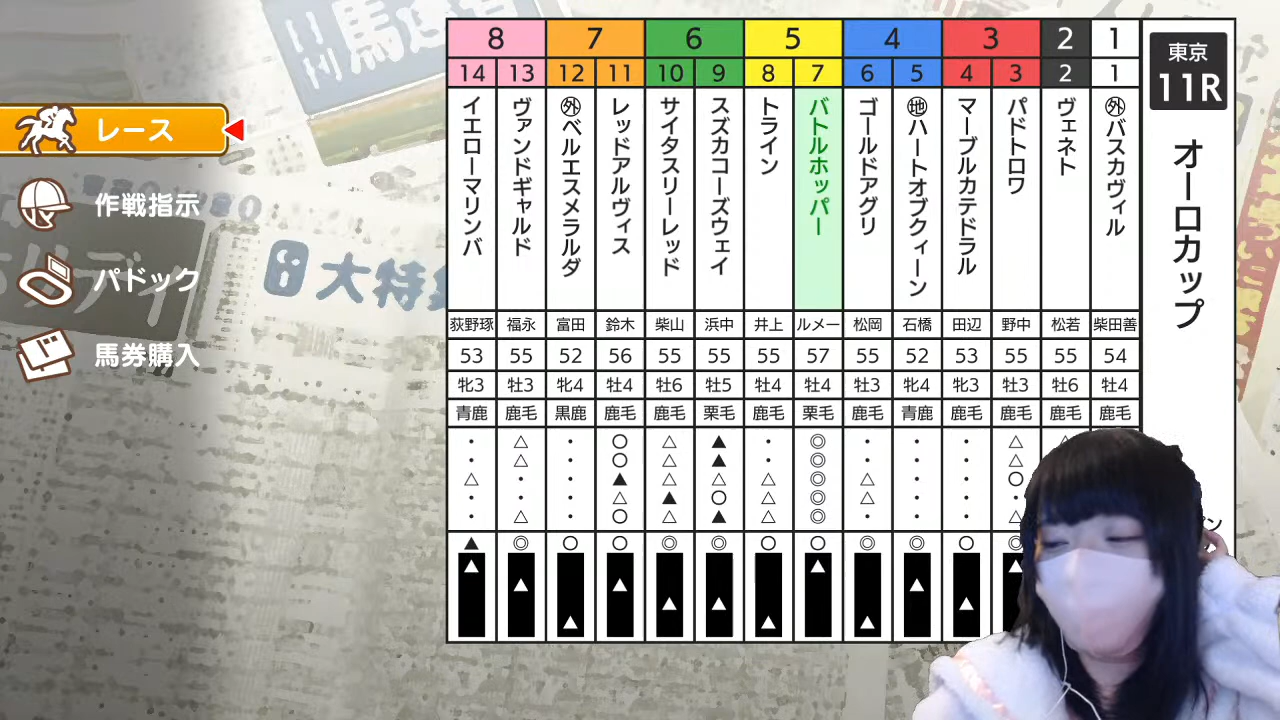 レース
作戦指示
パドック
馬券購入
大特集
東京
11R
オーロカップ
8 7 6 5 4 3 2 1
14 13 12 11 10 9 8 7 6 5 4 3 2 1
イエローマリンバ
ヴァンドギャルド
㊕ベルエスメラルダ
レッドアルヴィス
サイタスリーレッド
スズカコーズウェイ
トライン
バトルホッパー
ゴールドアグリ
地ハートオブクィーン
マーブルカテドラル
パドトロワ
ヴェネト
外バスカヴィル
荻野琢 福永 富田 鈴木 柴山 浜中 井上 ルメー 松岡 石橋 田辺 野中 松若 柴田善
53 55 52 56 55 55 55 57 55 52 53 55 55 54
牝3 牡3 牝4 牡4 牡6 牡5 牡4 牡4 牡3 牝4 牝3 牡3 牡6 牡4
青鹿 鹿毛 黒鹿 鹿毛 鹿毛 栗毛 鹿毛 栗毛 鹿毛 青鹿 鹿毛 鹿毛 鹿毛 鹿毛